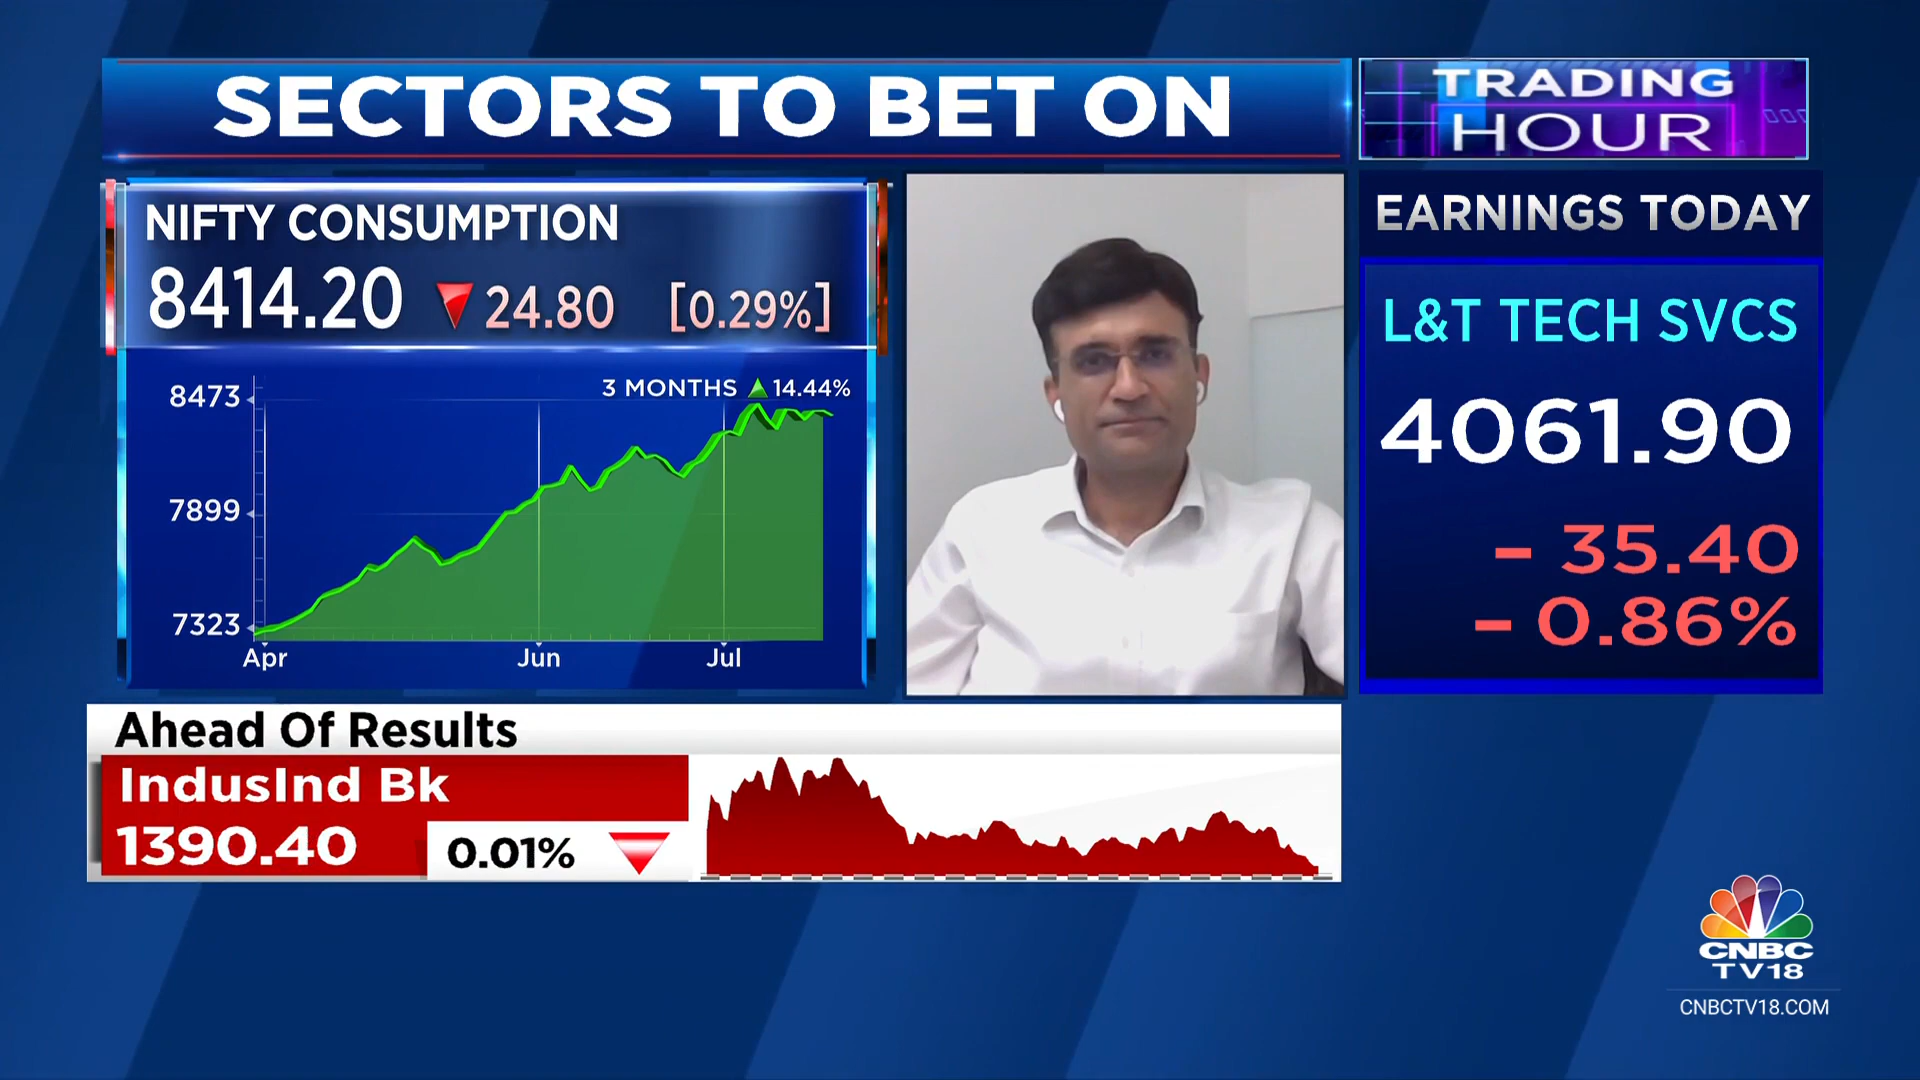 SECTORS TO BET ON
TRADING
HOUR
NIFTY CONSUMPTION
8414.20 24.80 [0.29%]
3 MONTHS 14.44%
8473
7899
7323
Apr Jun Jul
EARNINGS TODAY
L&T TECH SVCS
4061.90
- 35.40
- 0.86%
Ahead Of Results
IndusInd Bk
1390.40
0.01%
CNBC
TV18
CNBCTV18.COM